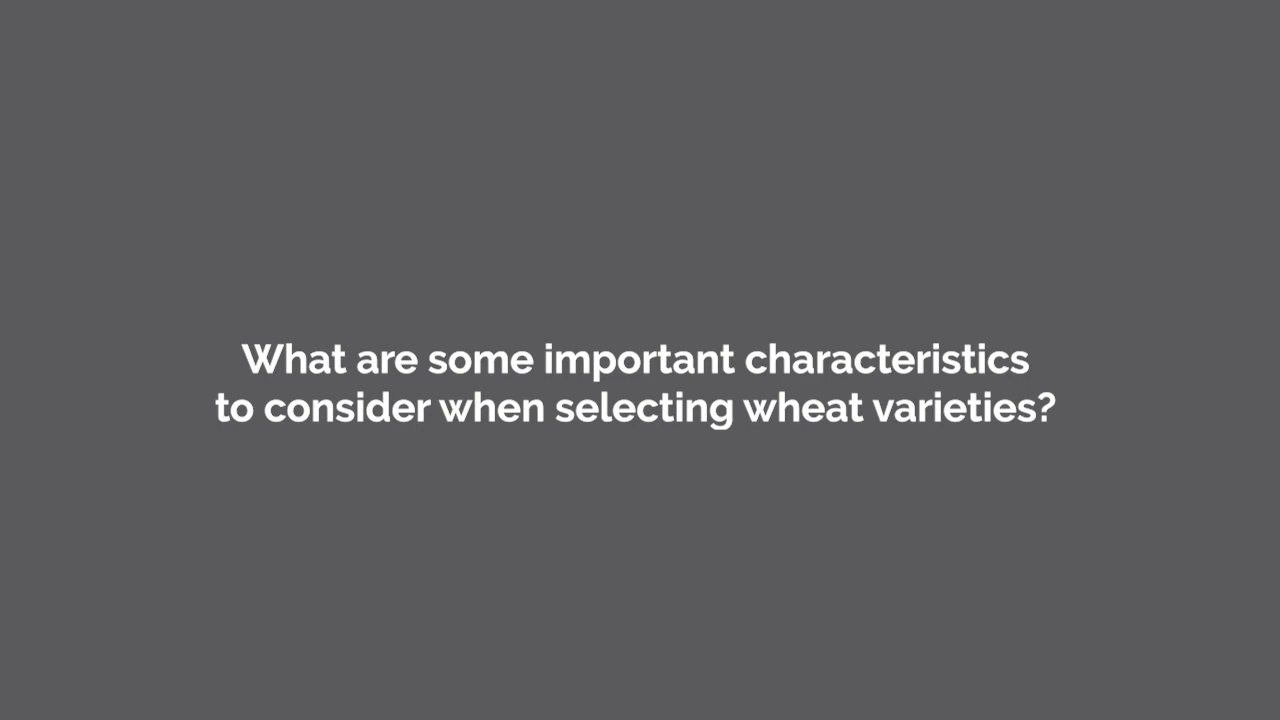 What are some important characteristics
to consider when selecting wheat varieties?